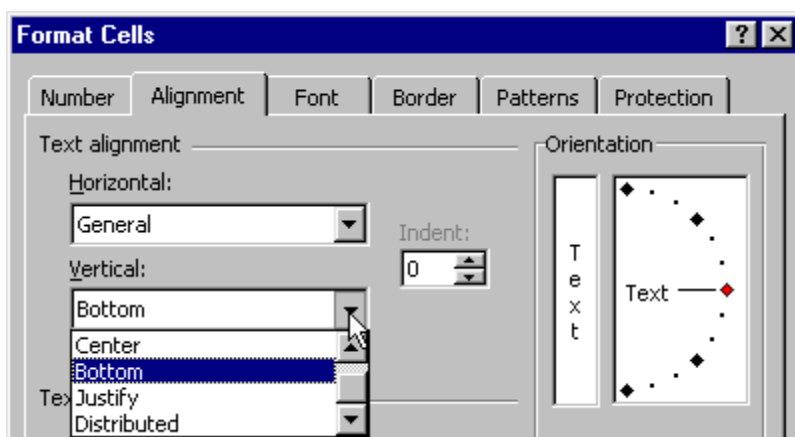 Format Cells
Number Alignment Font Border Patterns Protection
Text alignment
Orientation
Horizontal:
General
Indent:
0
Vertical:
Bottom
Center
Bottom
Justify
Distributed
Text
Text